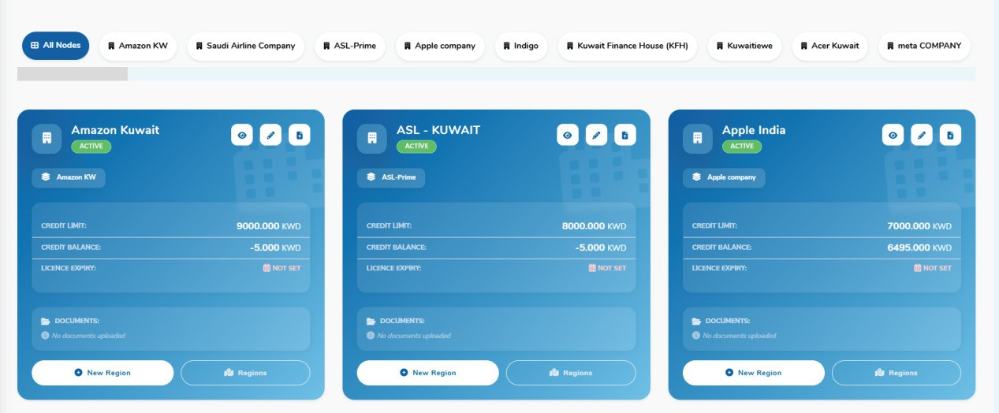 All Nodes Amazon KW Saudi Airline Company ASL-Prime Apple company Indigo Kuwait Finance House (KFH) Kuwaitiewe Acer Kuwait meta COMPANY
Amazon Kuwait
ACTIVE
Amazon KW
CREDIT LIMIT: 9000.000 KWD
CREDIT BALANCE: -5.000 KWD
LICENCE EXPIRY: NOT SET
DOCUMENTS:
No documents uploaded
New Region Regions
ASL - KUWAIT
ACTIVE
ASL-Prime
CREDIT LIMIT: 8000.000 KWD
CREDIT BALANCE: -5.000 KWD
LICENCE EXPIRY: NOT SET
DOCUMENTS:
No documents uploaded
New Region Regions
Apple India
ACTIVE
Apple company
CREDIT LIMIT: 7000.000 KWD
CREDIT BALANCE: 6495.000 KWD
LICENCE EXPIRY: NOT SET
DOCUMENTS:
No documents uploaded
New Region Regions